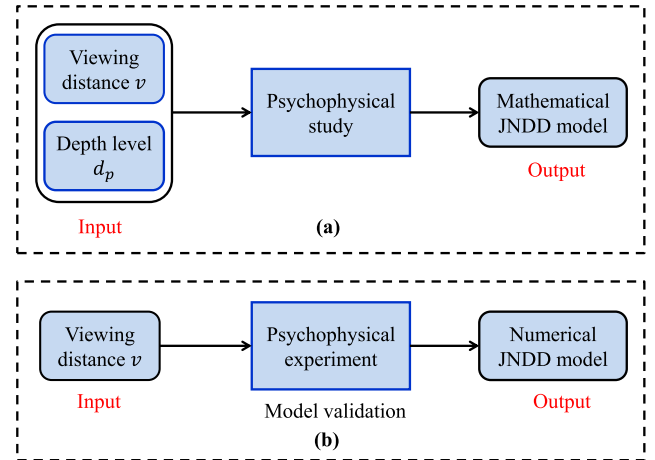 Viewing
distance v
Depth level
d_p
Input
Psychophysical
study
Mathematical
JNDD model
Output
(a)
Viewing
distance v
Input
Psychophysical
experiment
Model validation
Numerical
JNDD model
Output
(b)